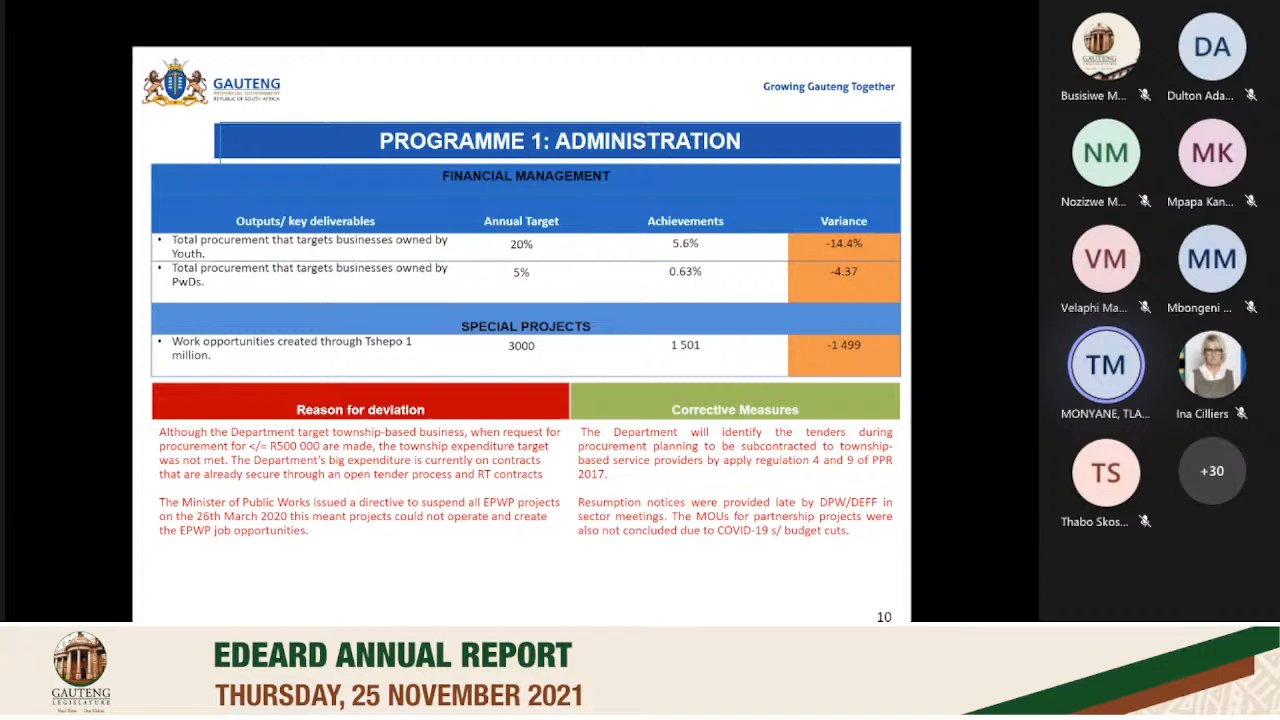 GAUTENG
PROVINCIAL GOVERNMENT
REPUBLIC OF SOUTH AFRICA
Growing Gauteng Together
PROGRAMME 1: ADMINISTRATION
FINANCIAL MANAGEMENT
Outputs/ key deliverables Annual Target Achievements Variance
• Total procurement that targets businesses owned by 20% 5.6% -14.4%
Youth.
• Total procurement that targets businesses owned by 5% 0.63% -4.37
PwDs.
SPECIAL PROJECTS
• Work opportunities created through Tshepo 1 3000 1 501 -1 499
million.
Reason for deviation
Although the Department target township-based business, when request for
procurement for </= R500 000 are made, the township expenditure target
was not met. The Department's big expenditure is currently on contracts
that are already secure through an open tender process and RT contracts
The Minister of Public Works issued a directive to suspend all EPWP projects
on the 26th March 2020 this meant projects could not operate and create
the EPWP job opportunities.
Corrective Measures
The Department will identify the tenders during
procurement planning to be subcontracted to township-
based service providers by apply regulation 4 and 9 of PPR
2017.
Resumption notices were provided late by DPW/DEFF in
sector meetings. The MOUs for partnership projects were
also not concluded due to COVID-19 s/ budget cuts.
10
DA
Busisiwe M... Dulton Ada...
NM MK
Nozizwe M... Mpapa Kan...
VM MM
Velaphi Ma... Mbongeni ...
TM
MONYANE, TLA... Ina Cilliers
TS +30
Thabo Skos...
GAUTENG
LEGISLATURE
EDEARD ANNUAL REPORT
THURSDAY, 25 NOVEMBER 2021